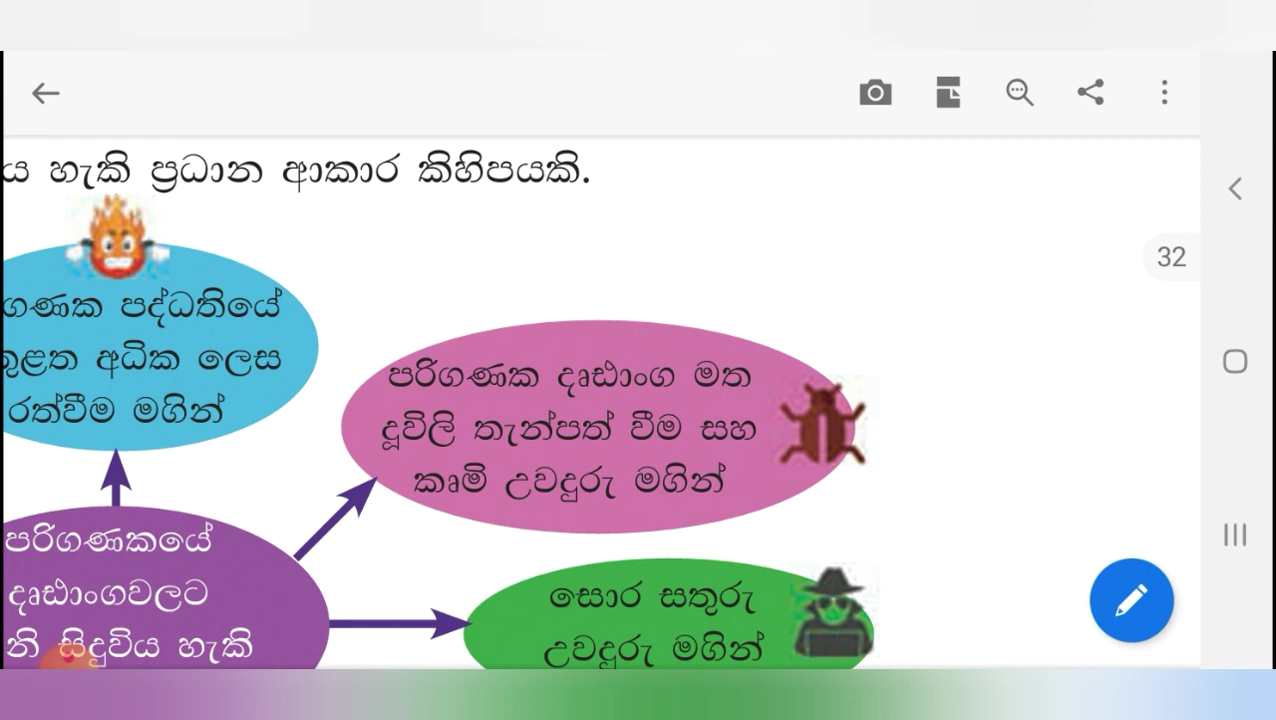 ය හැකි ප්‍රධාන ආකාර කිහිපයකි.
32
ගණක පද්ධතියේ
තුළත අධික ලෙස
රත්වීම මගින්
පරිගණක දෘඪාංග මත
දූවිලි තැන්පත් වීම සහ
කෘමි උවදුරු මගින්
පරිගණකයේ
දෘඪාංගවලට
නි සිදුවිය හැකි
සොර සතුරු
උවදුරු මගින්